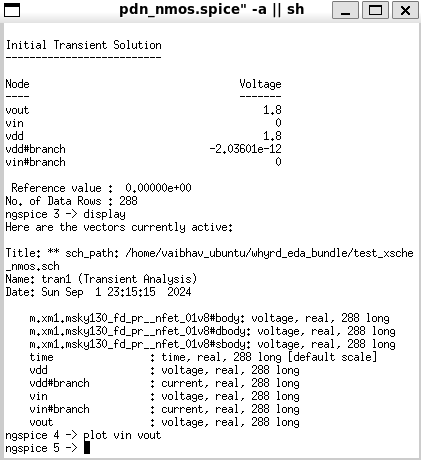 pdn_nmos.spice" -a || sh
Initial Transient Solution
--------------------------
Node Voltage
---- -------
vout 1.8
vin 0
vdd 1.8
vdd#branch -2.03601e-12
vin#branch 0
Reference value : 0.00000e+00
No. of Data Rows : 288
ngspice 3 -> display
Here are the vectors currently active:
Title: ** sch_path: /home/vaibhav_ubuntu/whyrd_eda_bundle/test_xsche
_nmos.sch
Name: tran1 (Transient Analysis)
Date: Sun Sep  1 23:15:15  2024
m.xm1.msky130_fd_pr__nfet_01v8#body: voltage, real, 288 long
m.xm1.msky130_fd_pr__nfet_01v8#dbody: voltage, real, 288 long
m.xm1.msky130_fd_pr__nfet_01v8#sbody: voltage, real, 288 long
time : time, real, 288 long [default scale]
vdd : voltage, real, 288 long
vdd#branch : current, real, 288 long
vin : voltage, real, 288 long
vin#branch : current, real, 288 long
vout : voltage, real, 288 long
ngspice 4 -> plot vin vout
ngspice 5 ->